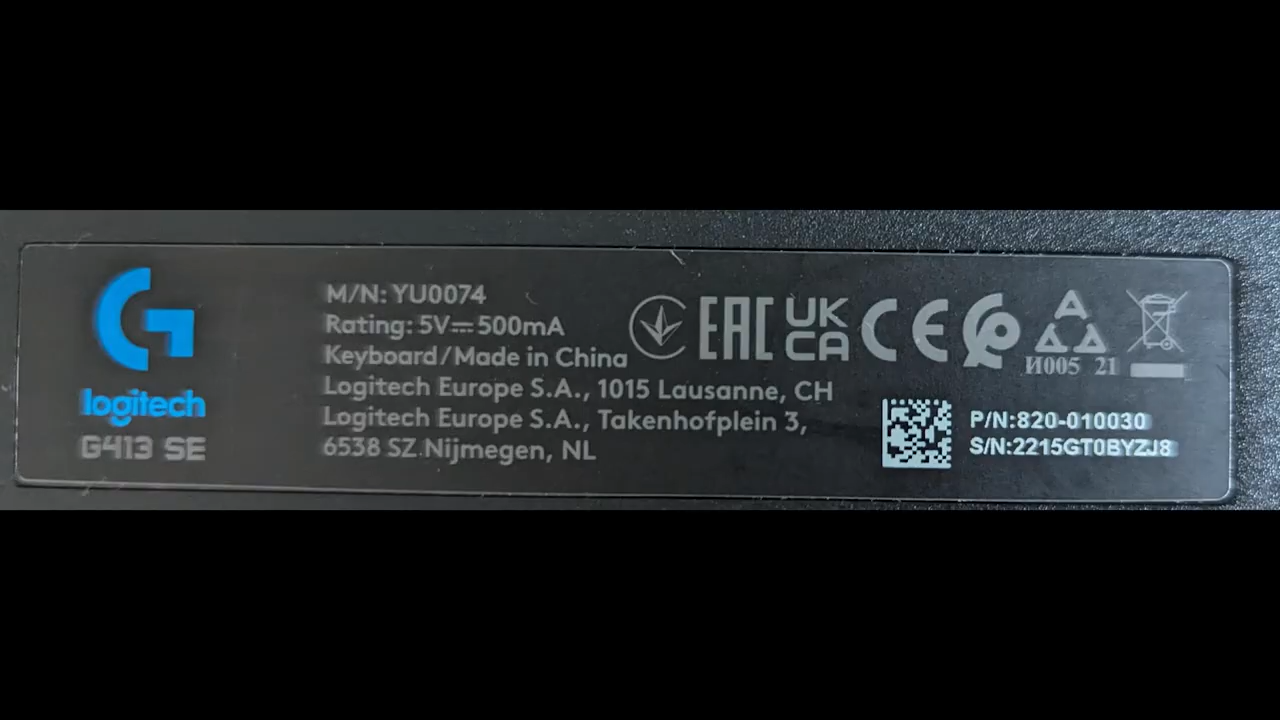 logitech
G413 SE
M/N: YU0074
Rating: 5V⎓500mA
Keyboard/Made in China
Logitech Europe S.A., 1015 Lausanne, CH
Logitech Europe S.A., Takenhofplein 3,
6538 SZ Nijmegen, NL
EAC UK CA CE
И005 21
P/N:820-010030
S/N:2215GT0BYZJ8